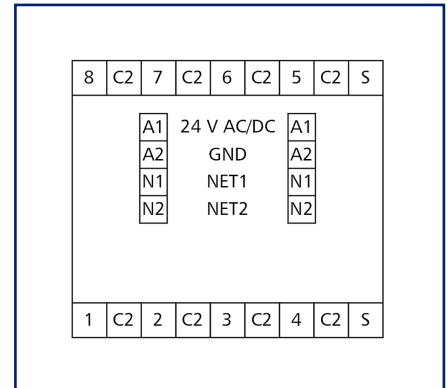 8 C2 7 C2 6 C2 5 C2 S
A1 24 V AC/DC A1
A2 GND A2
N1 NET1 N1
N2 NET2 N2
1 C2 2 C2 3 C2 4 C2 S